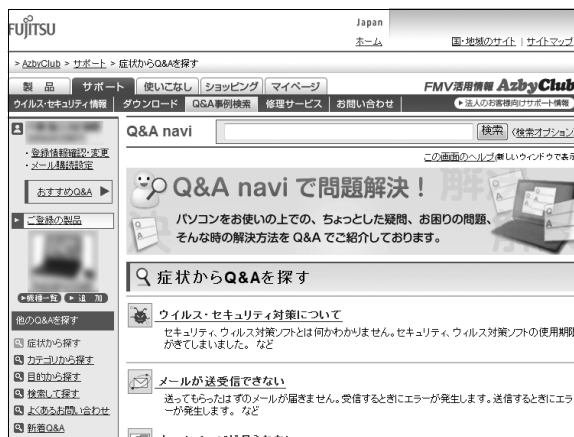 FUJITSU
Japan
ホーム
国・地域のサイト | サイトマップ
> AzbyClub > サポート > 症状からQ&Aを探す
製 品
サポート
使いこなし
ショッピング
マイページ
FMV活用情報 AzbyClub
ウイルス・セキュリティ情報
ダウンロード
Q&A事例検索
修理サービス
お問い合わせ
法人のお客様向けサポート情報
・登録情報確認・変更
・メール購読設定
おすすめQ&A
ご登録の製品
機種一覧
追 加
他のQ&Aを探す
症状から探す
カテゴリから探す
目的から探す
検索して探す
よくあるお問い合わせ
新着Q&A
Q&A navi
検索
(検索オプション)
この画面のヘルプ(新しいウィンドウで表示
Q&A navi で問題解決!
パソコンをお使いの上での、ちょっとした疑問、お困りの問題、
そんな時の解決方法を Q&A でご紹介しております。
症状からQ&Aを探す
ウイルス・セキュリティ対策について
セキュリティ、ウィルス対策ソフトとは何かわかりません。セキュリティ、ウィルス対策ソフトの使用期限
がきてしまいました。 など
メールが送受信できない
送ってもらったはずのメールが届きません。受信するときにエラーが発生します。送信するときにエラ
ーが発生します。 など